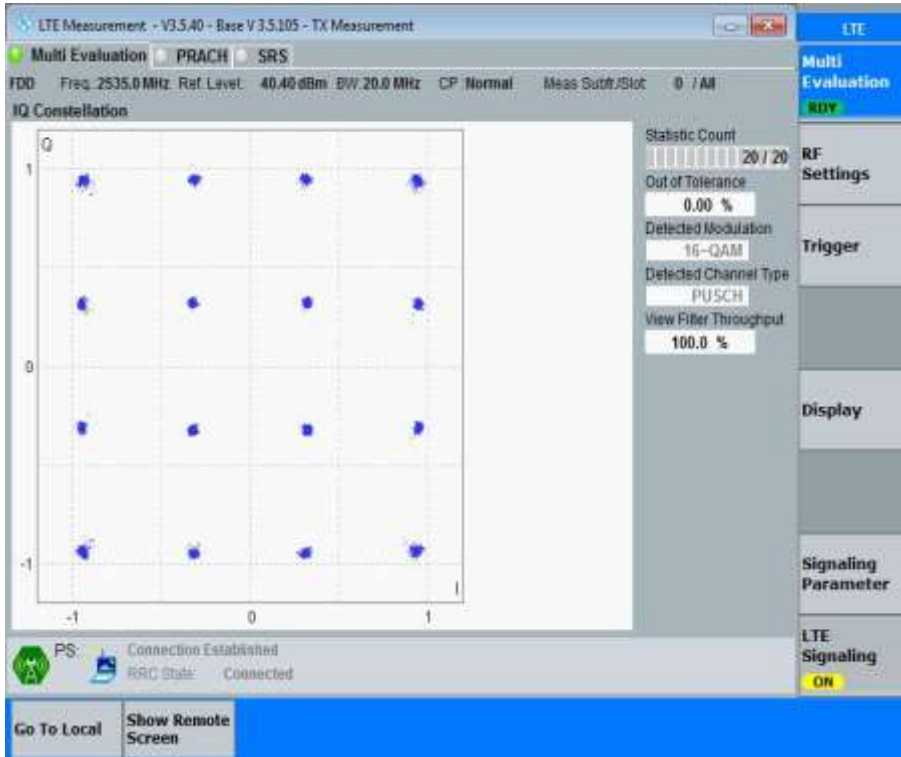 LTE Measurement - V3.5.40 - Base V 3.5.105 - TX Measurement
LTE
Multi Evaluation PRACH SRS
FDD Freq.:2535.0 MHz Ref. Level: 40.40 dBm BW:20.0 MHz CP: Normal Meas Subfr./Slot: 0 / All
Multi Evaluation
RDY
IQ Constellation
Q
1
0
-1
-1 0 1
I
Statistic Count
20 / 20
Out of Tolerance
0.00 %
Detected Modulation
16-QAM
Detected Channel Type
PUSCH
View Filter Throughput
100.0 %
RF
Settings
Trigger
Display
Signaling
Parameter
LTE
Signaling
ON
PS: Connection Established
RRC State: Connected
Go To Local
Show Remote
Screen